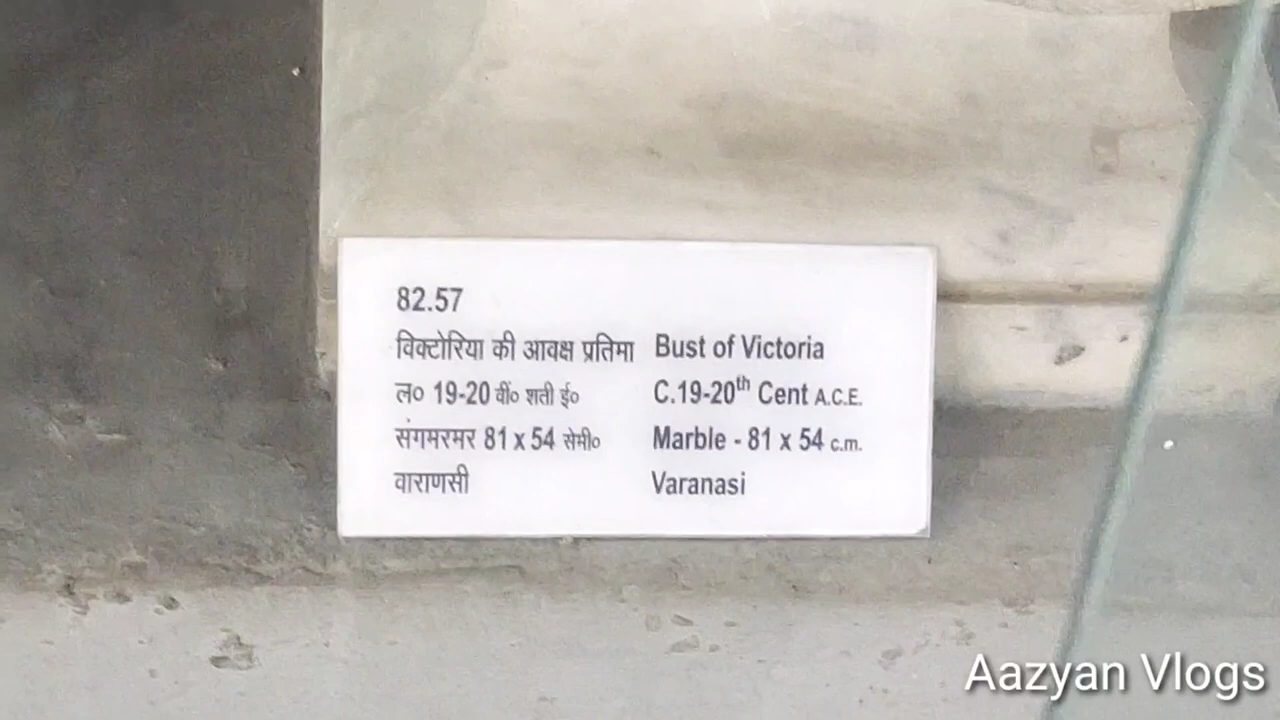 82.57
विक्टोरिया की आवक्ष प्रतिमा Bust of Victoria
ल० 19-20 वीं० शती ई० C.19-20th Cent A.C.E.
संगमरमर 81 x 54 सेमी० Marble - 81 x 54 c.m.
वाराणसी Varanasi
Aazyan Vlogs